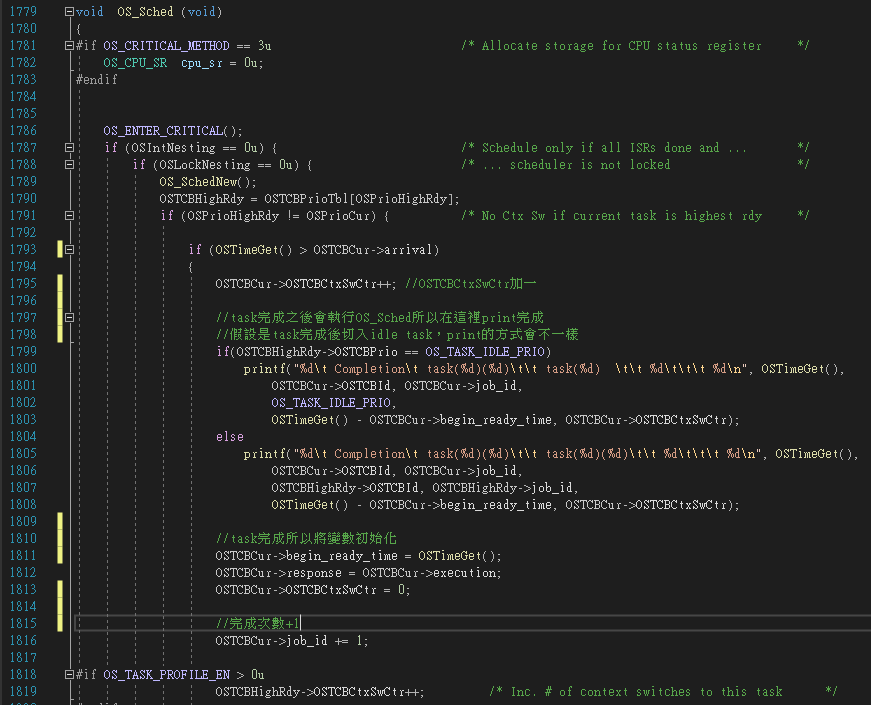 1779 void  OS_Sched (void)
1780 {
1781 #if OS_CRITICAL_METHOD == 3u                           /* Allocate storage for CPU status register     */
1782     OS_CPU_SR  cpu_sr = 0u;
1783 #endif
1784
1785
1786     OS_ENTER_CRITICAL();
1787     if (OSIntNesting == 0u) {                          /* Schedule only if all ISRs done and ...       */
1788         if (OSLockNesting == 0u) {                     /* ... scheduler is not locked                  */
1789             OS_SchedNew();
1790             OSTCBHighRdy = OSTCBPrioTbl[OSPrioHighRdy];
1791             if (OSPrioHighRdy != OSPrioCur) {          /* No Ctx Sw if current task is highest rdy     */
1792
1793                 if (OSTimeGet() > OSTCBCur->arrival)
1794                 {
1795                     OSTCBCur->OSTCBCtxSwCtr++; //OSTCBCtxSwCtr加一
1796
1797                     //task完成之後會執行OS_Sched所以在這裡print完成
1798                     //假設是task完成後切入idle task，print的方式會不一樣
1799                     if(OSTCBHighRdy->OSTCBPrio == OS_TASK_IDLE_PRIO)
1800                         printf("%d\t Completion\t task(%d)(%d)\t\t task(%d)  \t\t %d\t\t\t %d\n", OSTimeGet(),
1801                             OSTCBCur->OSTCBId, OSTCBCur->job_id,
1802                             OS_TASK_IDLE_PRIO,
1803                             OSTimeGet() - OSTCBCur->begin_ready_time, OSTCBCur->OSTCBCtxSwCtr);
1804                     else
1805                         printf("%d\t Completion\t task(%d)(%d)\t\t task(%d)(%d)\t\t %d\t\t\t %d\n", OSTimeGet(),
1806                             OSTCBCur->OSTCBId, OSTCBCur->job_id,
1807                             OSTCBHighRdy->OSTCBId, OSTCBHighRdy->job_id,
1808                             OSTimeGet() - OSTCBCur->begin_ready_time, OSTCBCur->OSTCBCtxSwCtr);
1809
1810                     //task完成所以將變數初始化
1811                     OSTCBCur->begin_ready_time = OSTimeGet();
1812                     OSTCBCur->response = OSTCBCur->execution;
1813                     OSTCBCur->OSTCBCtxSwCtr = 0;
1814
1815                     //完成次數+1
1816                     OSTCBCur->job_id += 1;
1817
1818 #if OS_TASK_PROFILE_EN > 0u
1819                     OSTCBHighRdy->OSTCBCtxSwCtr++;         /* Inc. # of context switches to this task      */